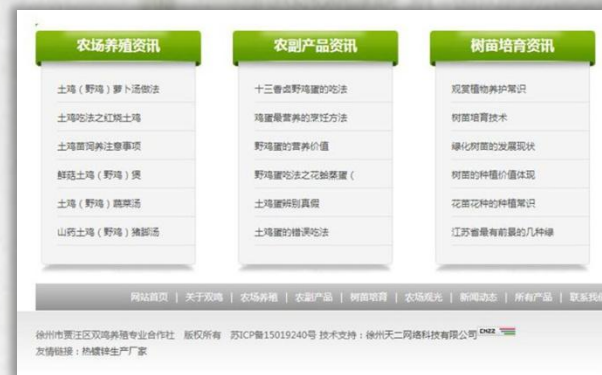 农场养殖资讯
土鸡（野鸡）萝卜汤做法
土鸡吃法之红烧土鸡
土鸡苗饲养注意事项
鲜菇土鸡（野鸡）煲
土鸡（野鸡）蔬菜汤
山药土鸡（野鸡）猪脚汤
农副产品资讯
十三香卤野鸡蛋的吃法
鸡蛋最营养的烹饪方法
野鸡蛋的营养价值
野鸡蛋吃法之花蛤蒸蛋（
土鸡蛋辨别真假
土鸡蛋的错误吃法
树苗培育资讯
观赏植物养护常识
树苗培育技术
绿化树苗的发展现状
树苗的种植价值体现
花苗花种的种植常识
江苏省最有前景的几种绿
网站首页 | 关于双鸣 | 农场养殖 | 农副产品 | 树苗培育 | 农场观光 | 新闻动态 | 所有产品 | 联系我们
徐州市贾汪区双鸣养殖专业合作社 版权所有 苏ICP备15019240号 技术支持：徐州天二网络科技有限公司 CNZZ
友情链接：热镀锌生产厂家